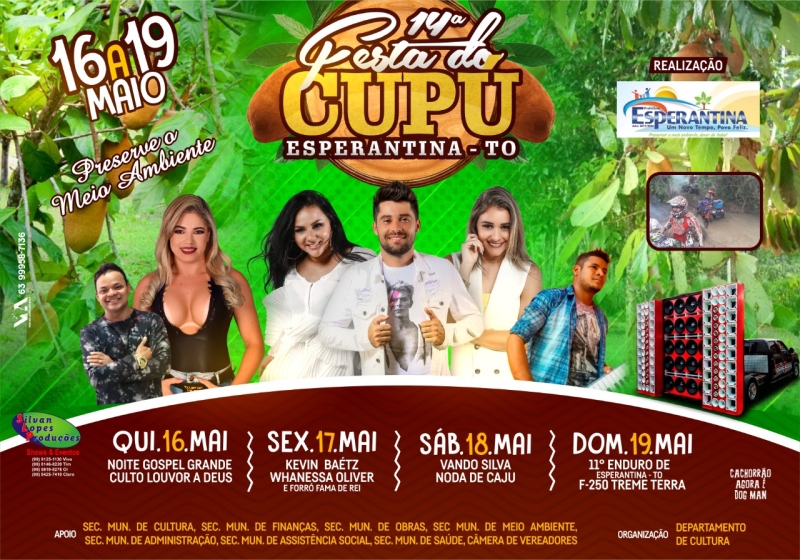 16 A 19
MAIO
Preserve o
Meio Ambiente
14ª
Festa do
CUPU
ESPERANTINA - TO
REALIZAÇÃO
ESPERANTINA
Um Novo Tempo, Povo Feliz.
63 99958-7136
Silvan
Lopes
Produções
Shows & Eventos
QUI.16.MAI
NOITE GOSPEL GRANDE
CULTO LOUVOR A DEUS
SEX.17.MAI
KEVIN BAÉTZ
WHANESSA OLIVER
E FORRÓ FAMA DE REI
SÁB.18.MAI
VANDO SILVA
NODA DE CAJU
DOM.19.MAI
11º ENDURO DE
ESPERANTINA - TO
F-250 TREME TERRA
CACHORRÃO
AGORA É
DOG MAN
APOIO
SEC. MUN. DE CULTURA, SEC. MUN. DE FINANÇAS, SEC. MUN. DE OBRAS, SEC MUN. DE MEIO AMBIENTE,
SEC. MUN. DE ADMINISTRAÇÃO, SEC. MUN. DE ASSISTÊNCIA SOCIAL, SEC. MUN. DE SAÚDE, CÂMERA DE VEREADORES
ORGANIZAÇÃO
DEPARTAMENTO
DE CULTURA